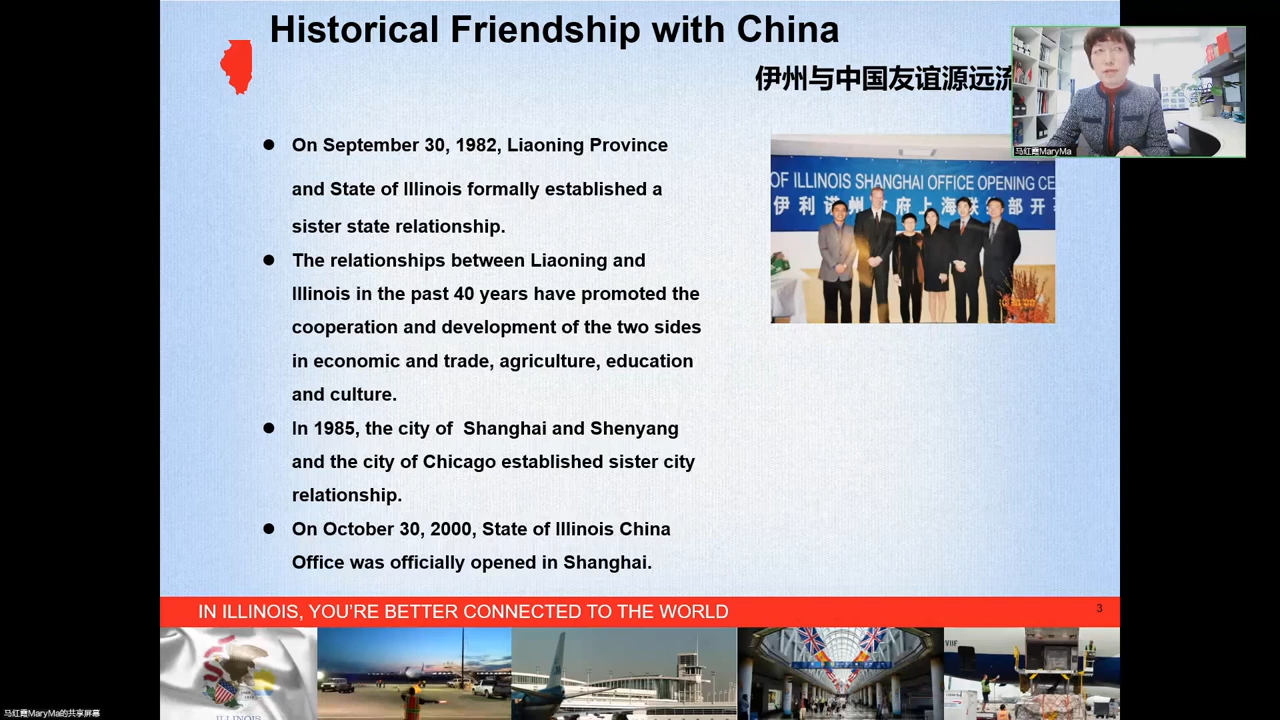 Historical Friendship with China
伊州与中国友谊源远流
马红霞MaryMa
● On September 30, 1982, Liaoning Province
and State of Illinois formally established a
sister state relationship.
● The relationships between Liaoning and
Illinois in the past 40 years have promoted the
cooperation and development of the two sides
in economic and trade, agriculture, education
and culture.
● In 1985, the city of Shanghai and Shenyang
and the city of Chicago established sister city
relationship.
● On October 30, 2000, State of Illinois China
Office was officially opened in Shanghai.
OF ILLINOIS SHANGHAI OFFICE OPENING CE
伊利诺州政府上海联络部开幕
IN ILLINOIS, YOU'RE BETTER CONNECTED TO THE WORLD
3
ILLINOIS
马红霞MaryMa的共享屏幕